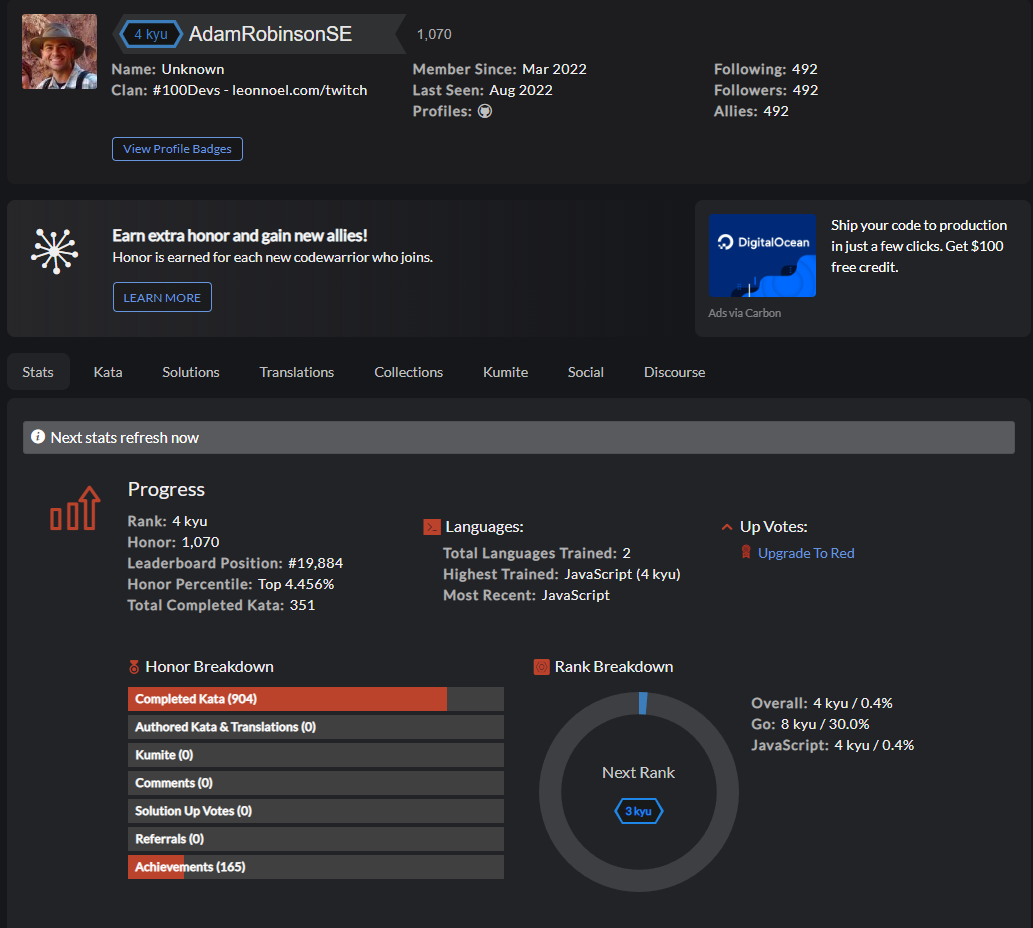 4 kyu AdamRobinsonSE 1,070
Name: Unknown
Clan: #100Devs - leonnoel.com/twitch
Member Since: Mar 2022
Last Seen: Aug 2022
Profiles:
Following: 492
Followers: 492
Allies: 492
View Profile Badges
Earn extra honor and gain new allies!
Honor is earned for each new codewarrior who joins.
LEARN MORE
DigitalOcean
Ship your code to production
in just a few clicks. Get $100
free credit.
Ads via Carbon
Stats Kata Solutions Translations Collections Kumite Social Discourse
Next stats refresh now
Progress
Rank: 4 kyu
Honor: 1,070
Leaderboard Position: #19,884
Honor Percentile: Top 4.456%
Total Completed Kata: 351
Languages:
Total Languages Trained: 2
Highest Trained: JavaScript (4 kyu)
Most Recent: JavaScript
Up Votes:
Upgrade To Red
Honor Breakdown
Completed Kata (904)
Authored Kata & Translations (0)
Kumite (0)
Comments (0)
Solution Up Votes (0)
Referrals (0)
Achievements (165)
Rank Breakdown
Next Rank
3 kyu
Overall: 4 kyu / 0.4%
Go: 8 kyu / 30.0%
JavaScript: 4 kyu / 0.4%